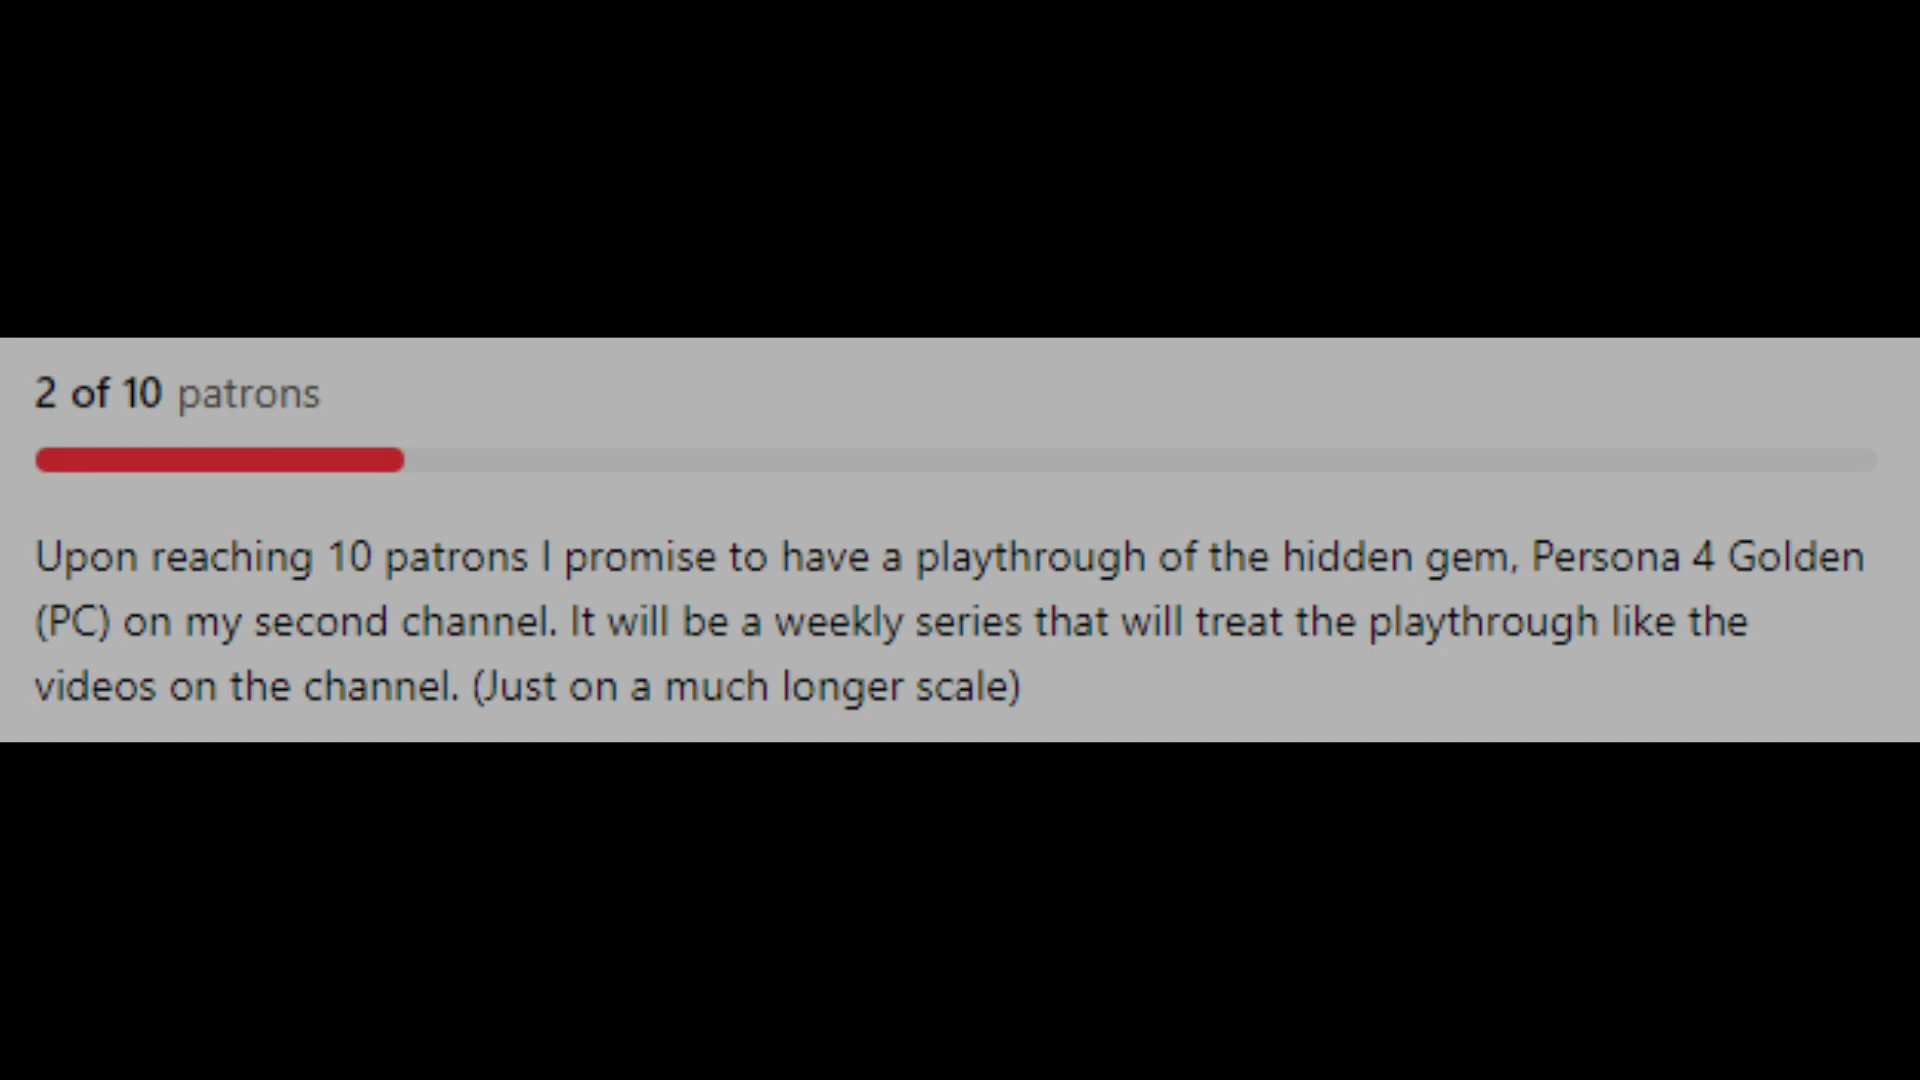 2 of 10 patrons
Upon reaching 10 patrons I promise to have a playthrough of the hidden gem, Persona 4 Golden
(PC) on my second channel. It will be a weekly series that will treat the playthrough like the
videos on the channel. (Just on a much longer scale)